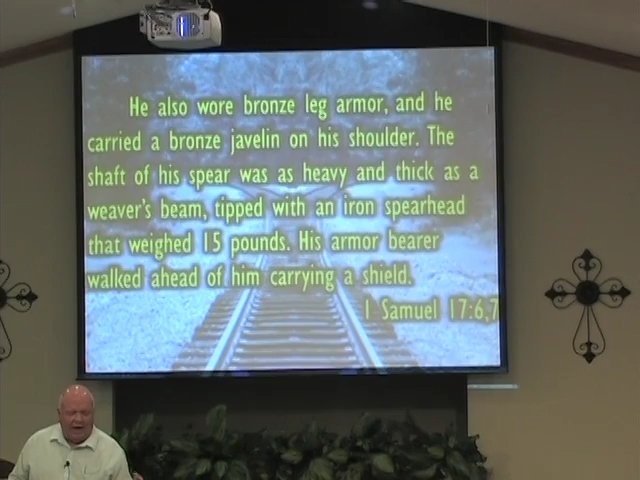 He also wore bronze leg armor, and he
carried a bronze javelin on his shoulder. The
shaft of his spear was as heavy and thick as a
weaver's beam, tipped with an iron spearhead
that weighed 15 pounds. His armor bearer
walked ahead of him carrying a shield.
1 Samuel 17:6,7